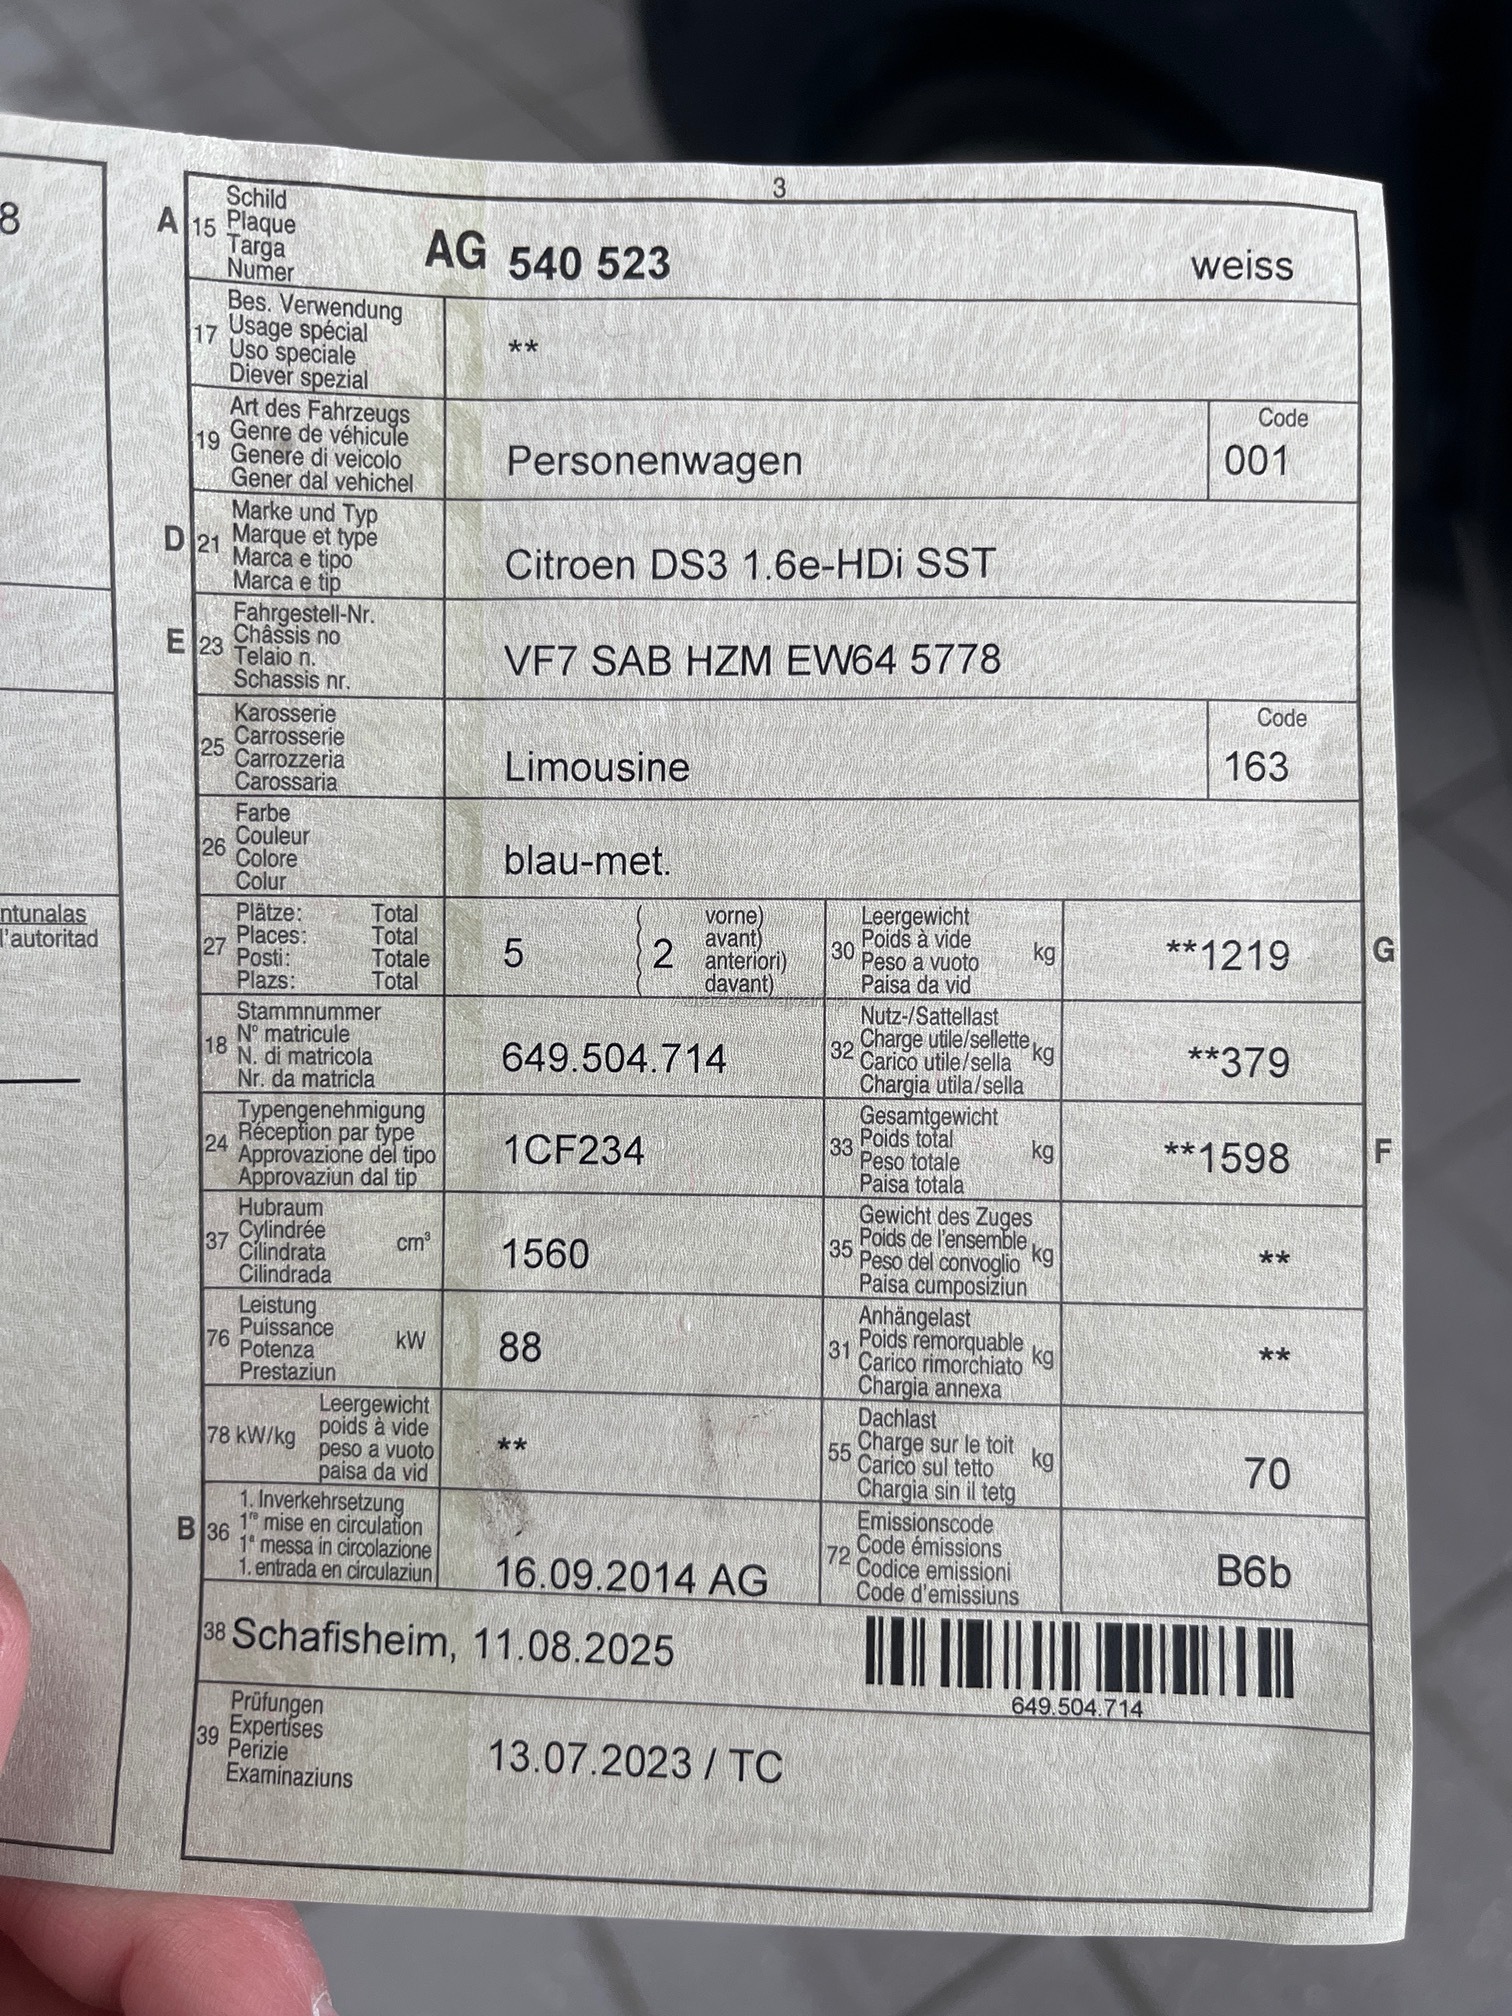 8
ntunalas
l'autoritad
3
A 15 Schild
Plaque
Targa
Numer
AG 540 523 weiss
17 Bes. Verwendung
Usage spécial
Uso speciale
Diever spezial
**
19 Art des Fahrzeugs
Genre de véhicule
Genere di veicolo
Gener dal vehichel
Personenwagen
Code
001
D 21 Marke und Typ
Marque et type
Marca e tipo
Marca e tip
Citroen DS3 1.6e-HDi SST
E 23 Fahrgestell-Nr.
Châssis no
Telaio n.
Schassis nr.
VF7 SAB HZM EW64 5778
25 Karosserie
Carrosserie
Carrozzeria
Carossaria
Limousine
Code
163
26 Farbe
Couleur
Colore
Colur
blau-met.
27 Plätze: Total
Places: Total
Posti: Totale
Plazs: Total
5 ( 2 vorne)
avant)
anteriori)
davant)
30 Leergewicht
Poids à vide
Peso a vuoto
Paisa da vid
kg
**1219 G
18 Stammnummer
N° matricule
N. di matricola
Nr. da matricla
649.504.714
32 Nutz-/Sattellast
Charge utile/sellette
Carico utile/sella
Chargia utila/sella
kg
**379
24 Typengenehmigung
Réception par type
Approvazione del tipo
Approvaziun dal tip
1CF234
33 Gesamtgewicht
Poids total
Peso totale
Paisa totala
kg
**1598 F
37 Hubraum
Cylindrée
Cilindrata
Cilindrada
cm³
1560
35 Gewicht des Zuges
Poids de l'ensemble
Peso del convoglio
Paisa cumposiziun
kg
**
76 Leistung
Puissance
Potenza
Prestaziun
kW
88
31 Anhängelast
Poids remorquable
Carico rimorchiato
Chargia annexa
kg
**
78 kW/kg Leergewicht
poids à vide
peso a vuoto
paisa da vid
**
55 Dachlast
Charge sur le toit
Carico sul tetto
Chargia sin il tetg
kg
70
B 36 1. Inverkehrsetzung
1re mise en circulation
1a messa in circolazione
1. entrada en circulaziun
16.09.2014 AG
72 Emissionscode
Code émissions
Codice emissioni
Code d'emissiuns
B6b
38 Schafisheim, 11.08.2025
649.504.714
39 Prüfungen
Expertises
Perizie
Examinaziuns
13.07.2023 / TC